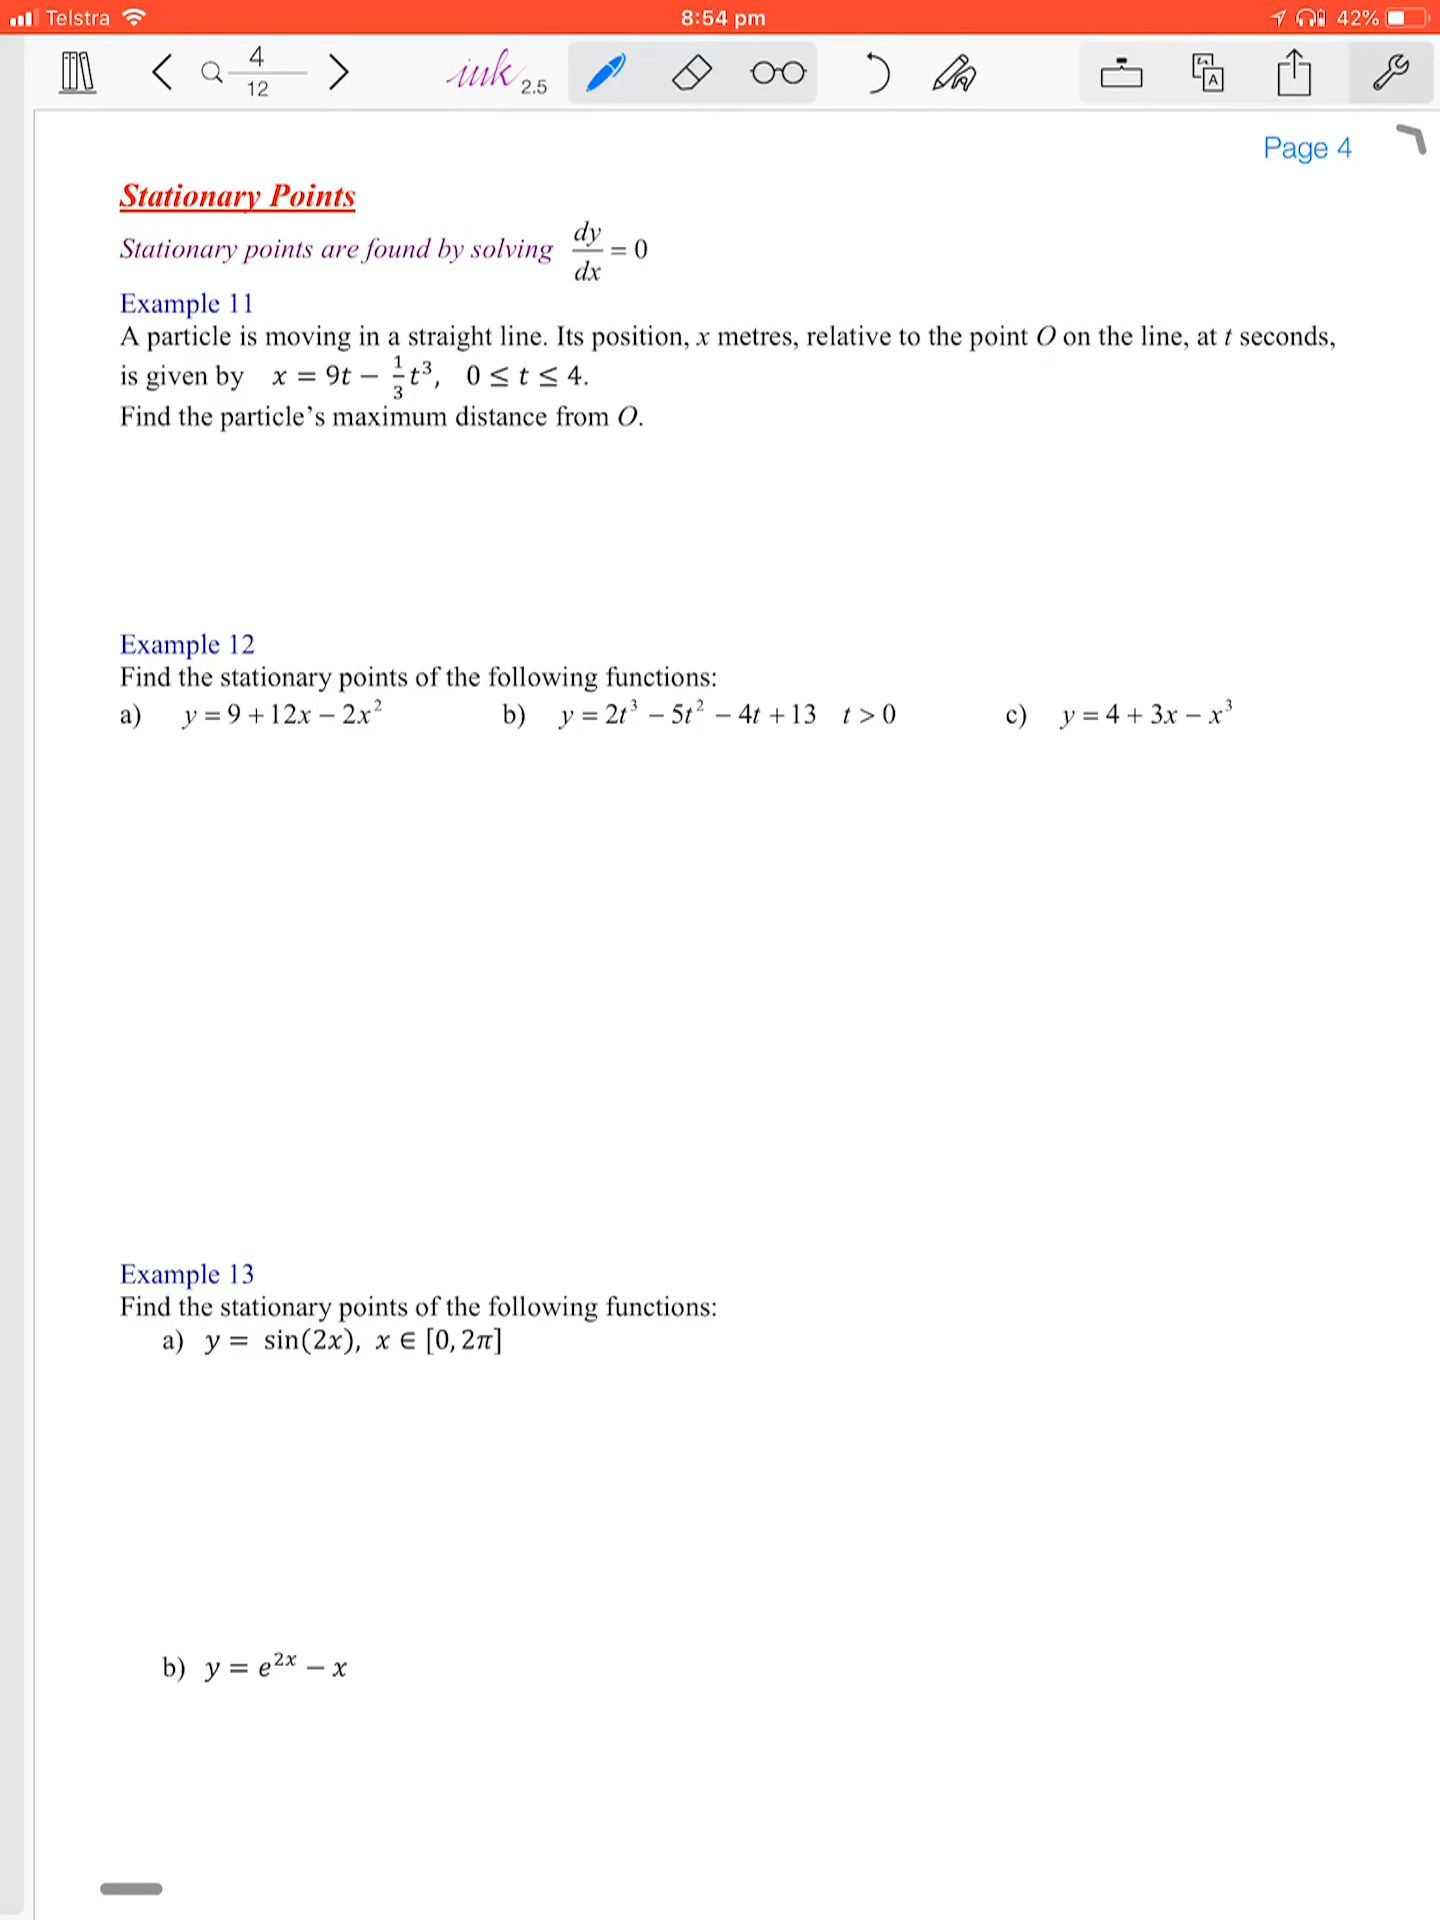 Telstra 8:54 pm 42%
4
12
ink 2.5
A
Page 4
Stationary Points
Stationary points are found by solving dy/dx = 0
Example 11
A particle is moving in a straight line. Its position, x metres, relative to the point O on the line, at t seconds,
is given by x = 9t − 1/3 t³, 0 ≤ t ≤ 4.
Find the particle’s maximum distance from O.
Example 12
Find the stationary points of the following functions:
a) y = 9 + 12x − 2x² b) y = 2t³ − 5t² − 4t + 13 t > 0 c) y = 4 + 3x − x³
Example 13
Find the stationary points of the following functions:
a) y = sin(2x), x ∈ [0, 2π]
b) y = e²ˣ − x